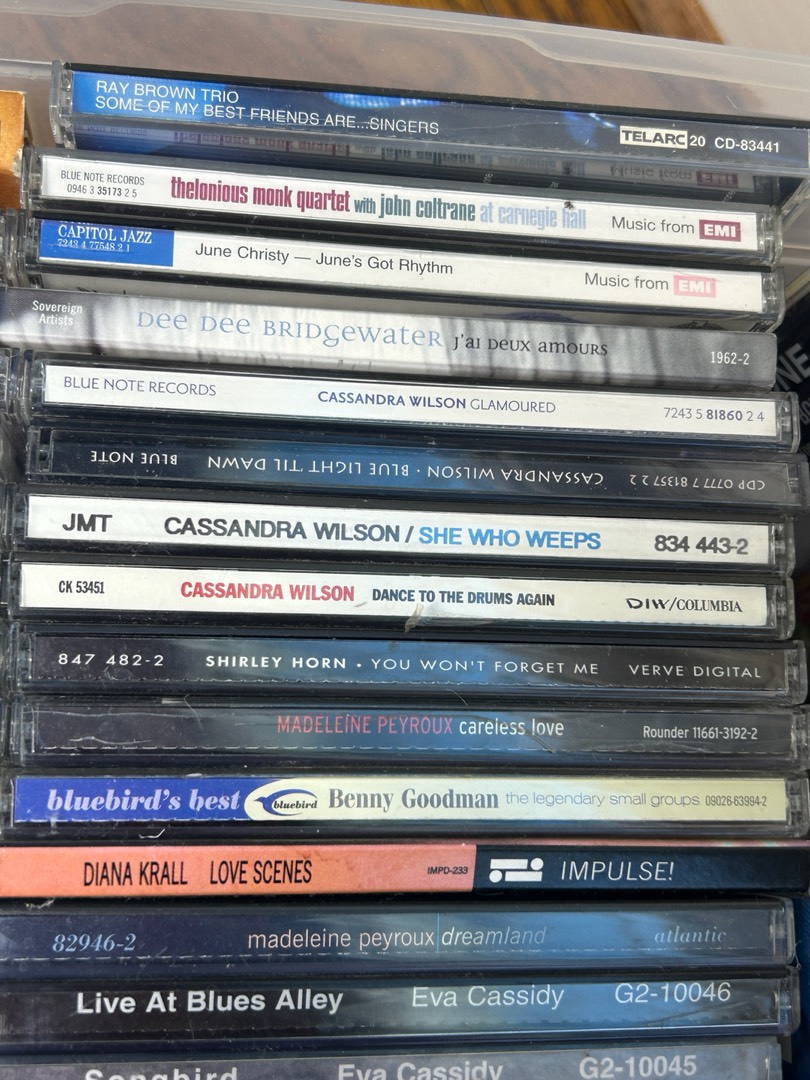 RAY BROWN TRIO
SOME OF MY BEST FRIENDS ARE...SINGERS
TELARC 20 CD-83441
BLUE NOTE RECORDS
0946 3 35173 2 5
thelonious monk quartet with john coltrane at carnegie hall
Music from EMI
CAPITOL JAZZ
7243 4 77548 2 1
June Christy — June's Got Rhythm
Music from EMI
Sovereign
Artists
Dee Dee Bridgewater J'ai Deux Amours
1962-2
BLUE NOTE RECORDS
CASSANDRA WILSON GLAMOURED
7243 5 81860 2 4
CDP 0777 7 81357 2 2
CASSANDRA WILSON · BLUE LIGHT 'TIL DAWN
BLUE NOTE
JMT
CASSANDRA WILSON / SHE WHO WEEPS
834 443-2
CK 53451
CASSANDRA WILSON DANCE TO THE DRUMS AGAIN
DIW/COLUMBIA
847 482-2
SHIRLEY HORN • YOU WON'T FORGET ME
VERVE DIGITAL
MADELEINE PEYROUX careless love
Rounder 11661-3192-2
bluebird's best
bluebird
Benny Goodman the legendary small groups
09026-63994-2
DIANA KRALL LOVE SCENES
IMPD-233
IMPULSE!
82946-2
madeleine peyroux dreamland
atlantic
Live At Blues Alley
Eva Cassidy
G2-10046
Songbird
Eva Cassidy
G2-10045